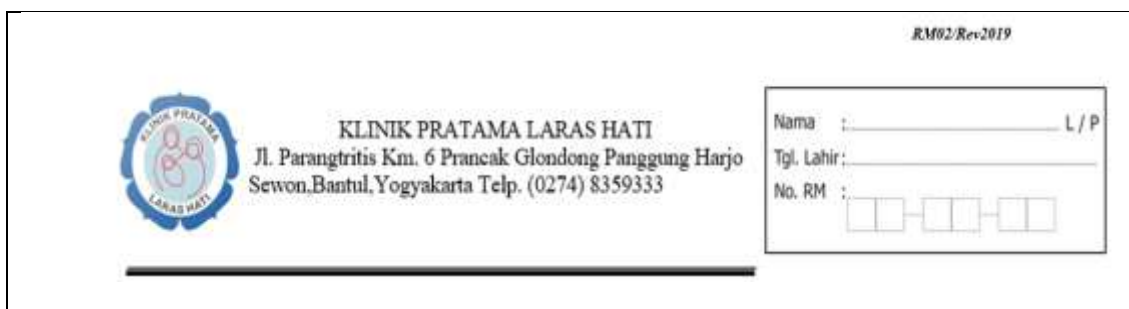 RM02/Rev2019
KLINIK PRATAMA
LARAS HATI
KLINIK PRATAMA LARAS HATI
Jl. Parangtritis Km. 6 Prancak Glondong Panggung Harjo
Sewon,Bantul,Yogyakarta Telp. (0274) 8359333
Nama : L / P
Tgl. Lahir :
No. RM :